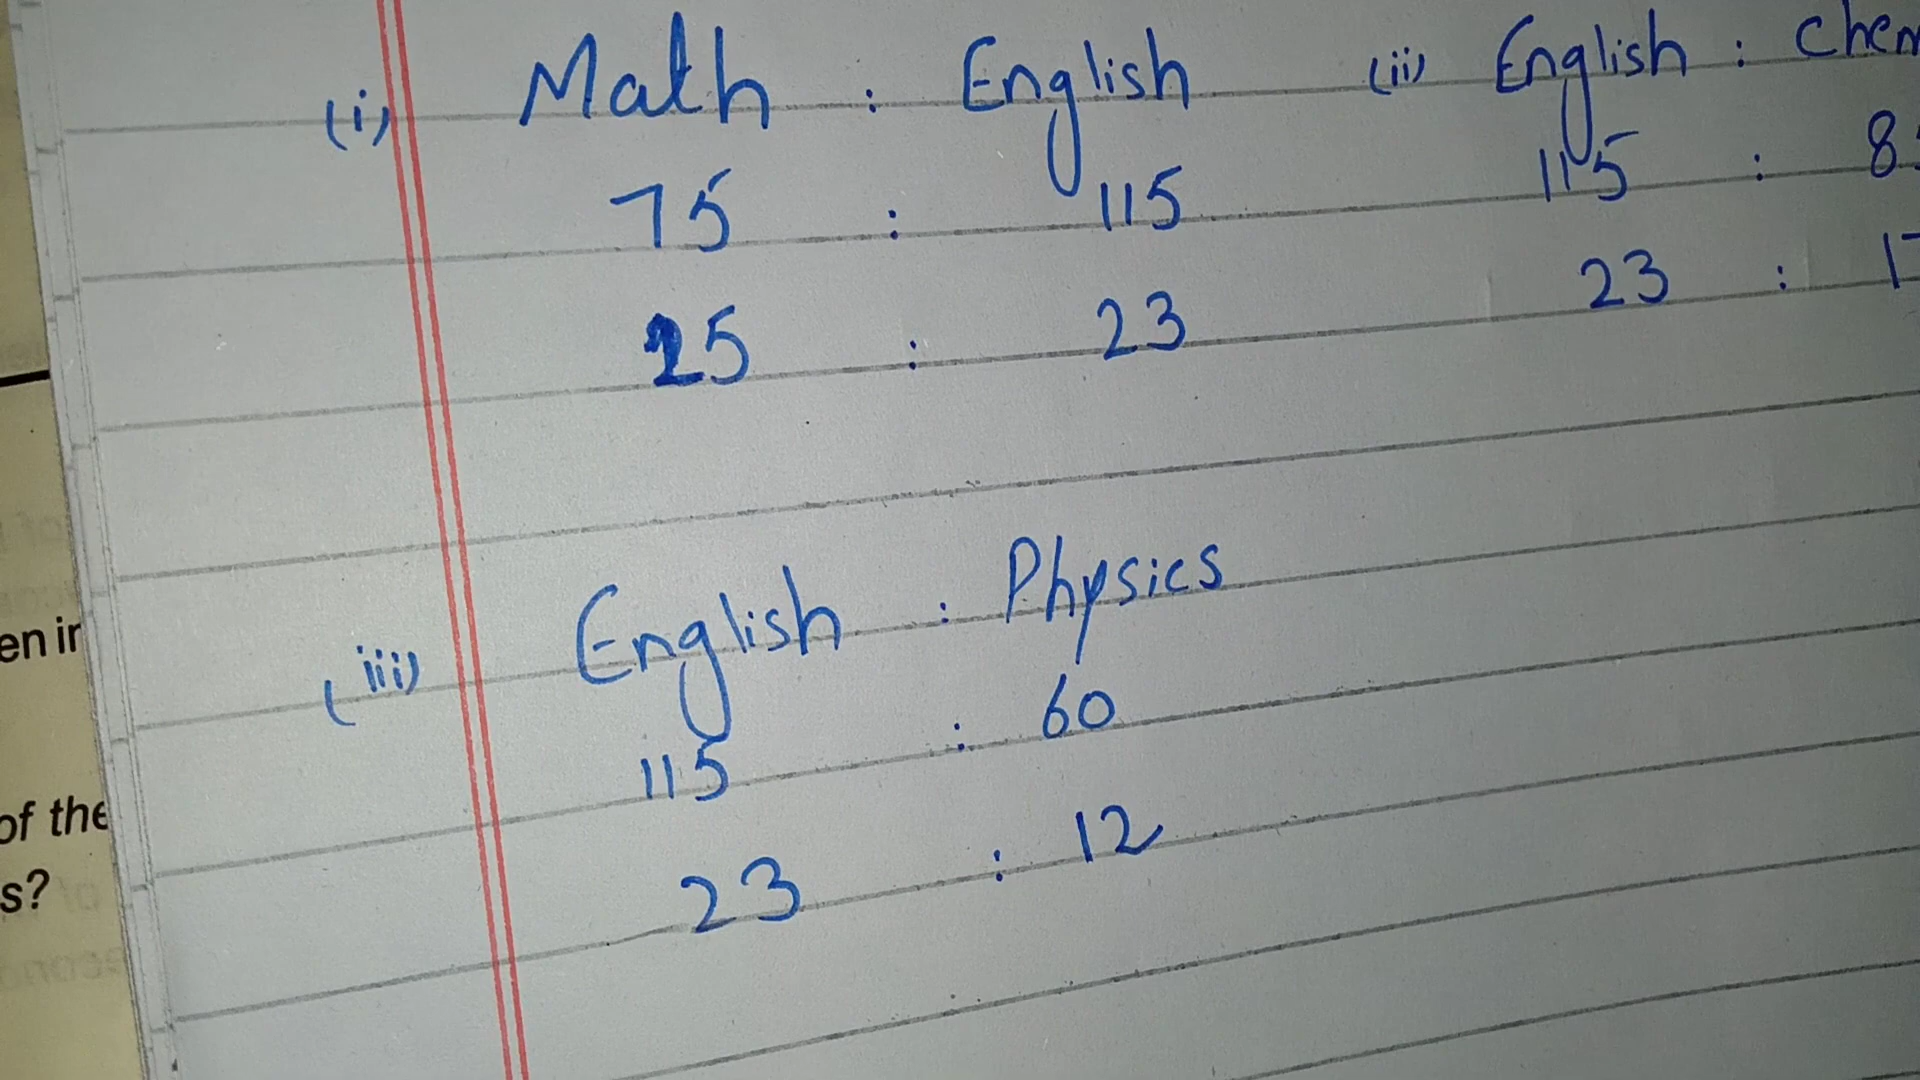 (i) Math : English
75 : 115
25 : 23
(ii) English : Chem
115 : 8
23 : 1
(iii) English : Physics
115 : 60
23 : 12
en in
of the
s?